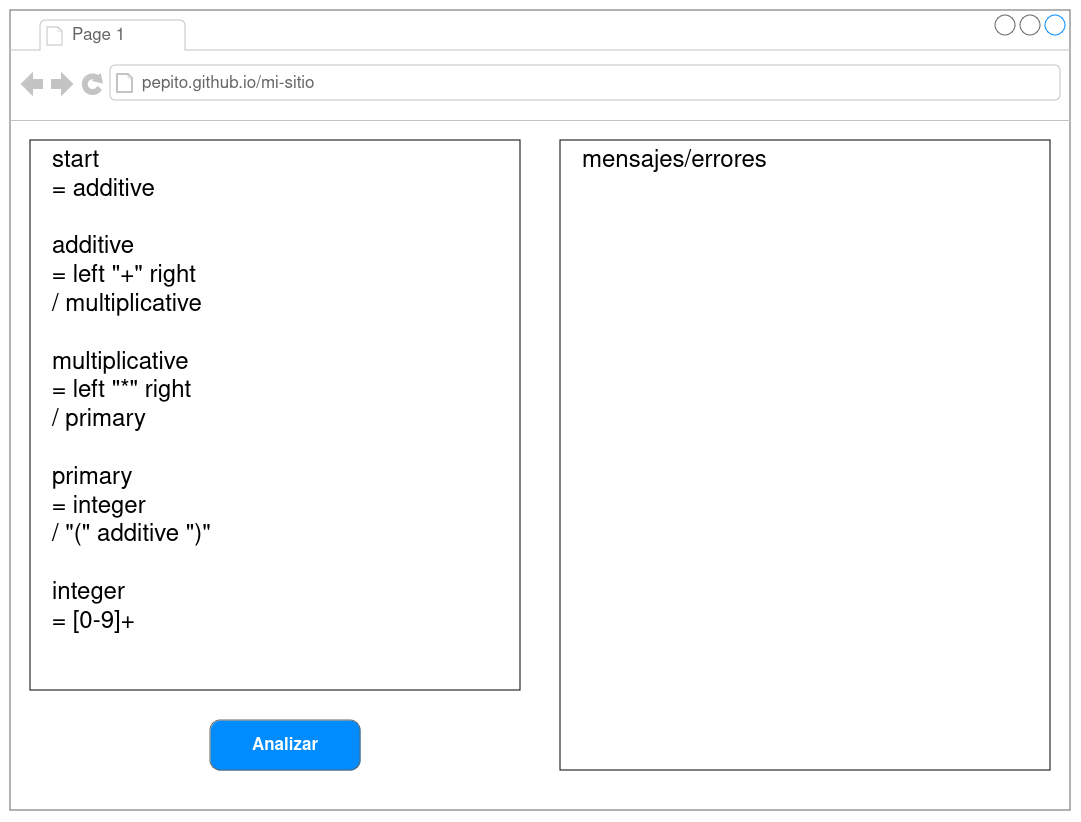 Page 1
pepito.github.io/mi-sitio
start
= additive
additive
= left "+" right
/ multiplicative
multiplicative
= left "*" right
/ primary
primary
= integer
/ "(" additive ")"
integer
= [0-9]+
Analizar
mensajes/errores